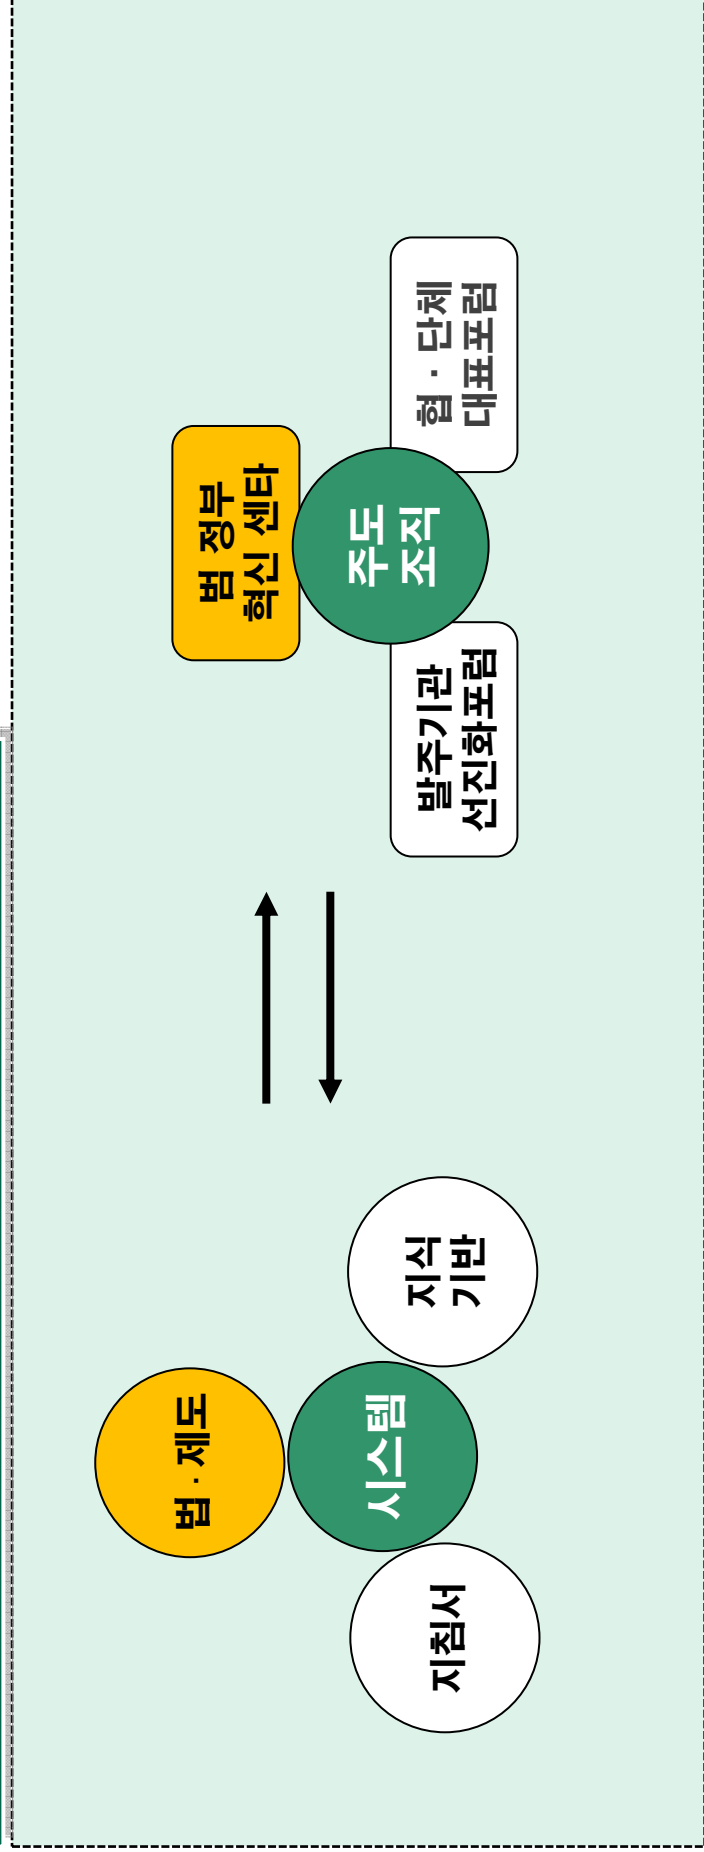 법 · 제도
시스템
지침서
지식
기반
범 정부
혁신 센타
주도
조직
발주기관
선진화포럼
협 · 단체
대표포럼